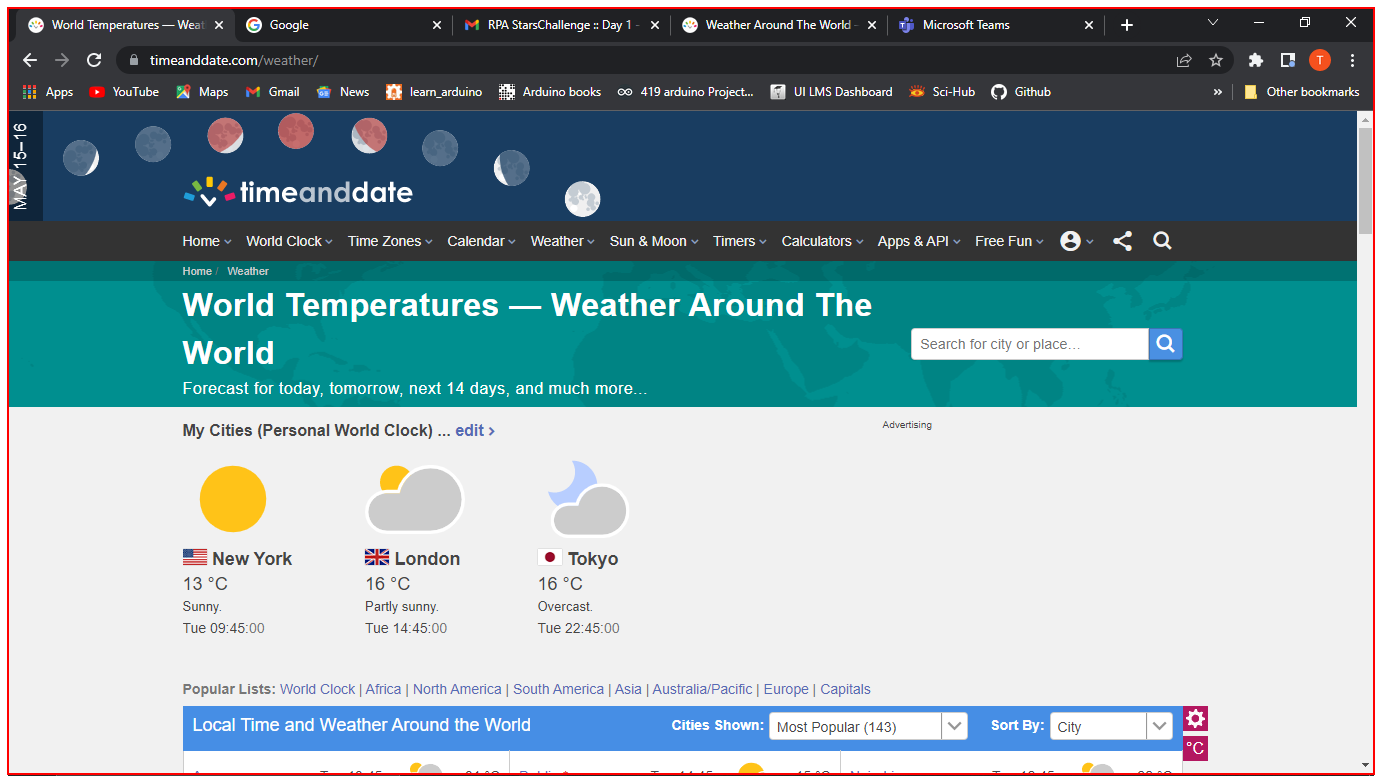 World Temperatures — Weat
Google
RPA StarsChallenge :: Day 1 -
Weather Around The World -
Microsoft Teams
timeanddate.com/weather/
T
Apps YouTube Maps Gmail News learn_arduino Arduino books 419 arduino Project... UI LMS Dashboard Sci-Hub Github » Other bookmarks
MAY 15–16
timeanddate
Home World Clock Time Zones Calendar Weather Sun & Moon Timers Calculators Apps & API Free Fun
Home / Weather
World Temperatures — Weather Around The
World
Search for city or place…
Forecast for today, tomorrow, next 14 days, and much more…
My Cities (Personal World Clock) ... edit ›
Advertising
New York London Tokyo
13 °C 16 °C 16 °C
Sunny. Partly sunny. Overcast.
Tue 09:45:00 Tue 14:45:00 Tue 22:45:00
Popular Lists: World Clock | Africa | North America | South America | Asia | Australia/Pacific | Europe | Capitals
Local Time and Weather Around the World Cities Shown: Most Popular (143) Sort By: City
°C